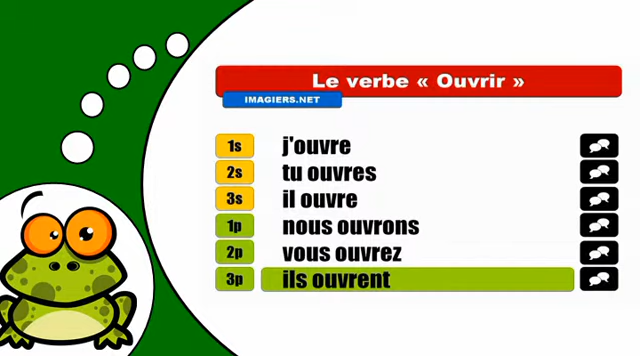 Le verbe « Ouvrir »
IMAGIERS.NET
1s j'ouvre
2s tu ouvres
3s il ouvre
1p nous ouvrons
2p vous ouvrez
3p ils ouvrent